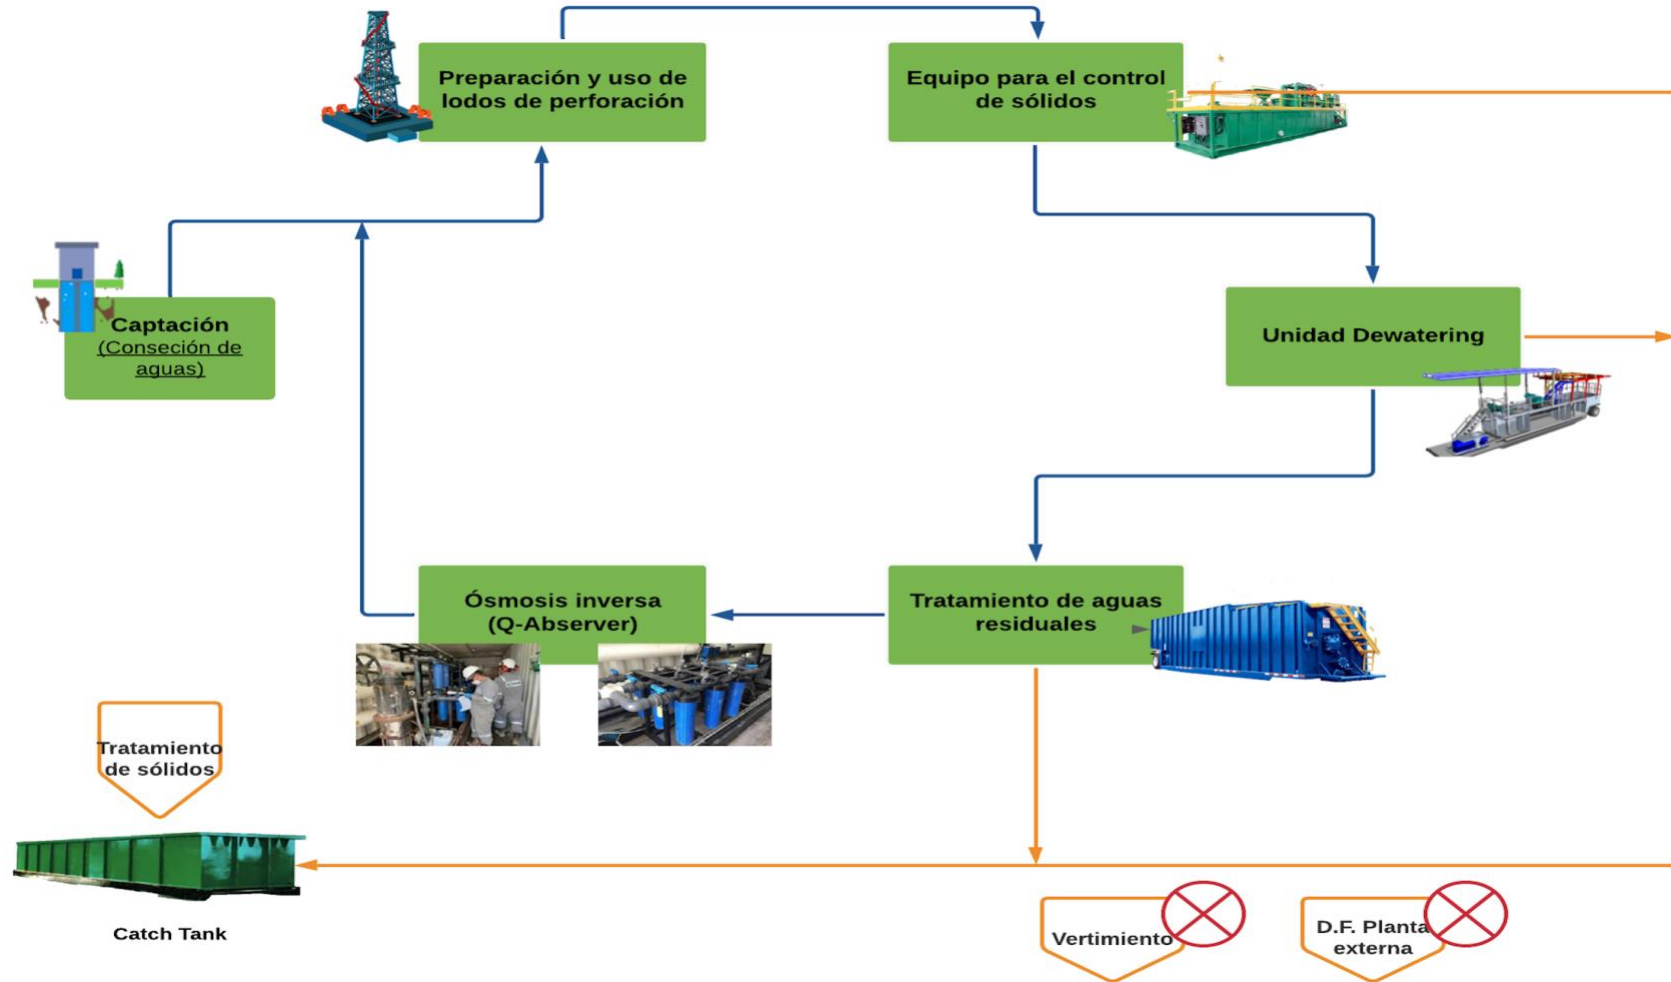 Preparación y uso de
lodos de perforación
Equipo para el control
de sólidos
Captación
(Conseción de
aguas)
Unidad Dewatering
Ósmosis inversa
(Q-Abserver)
Tratamiento de aguas
residuales
Tratamiento
de sólidos
Catch Tank
Vertimiento
D.F. Planta
externa